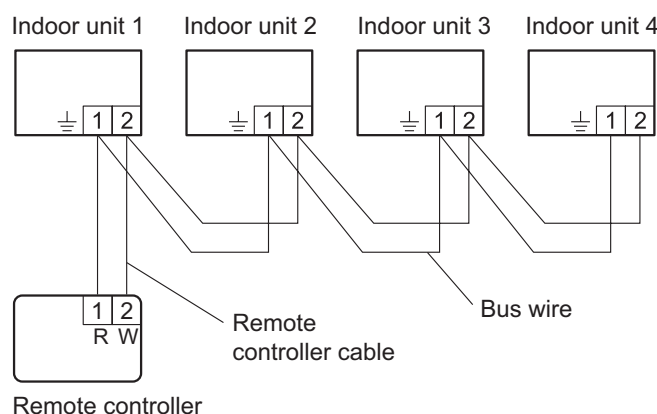 Indoor unit 1 Indoor unit 2 Indoor unit 3 Indoor unit 4
1 2 1 2 1 2 1 2
1 2
R W
Bus wire
Remote
controller cable
Remote controller